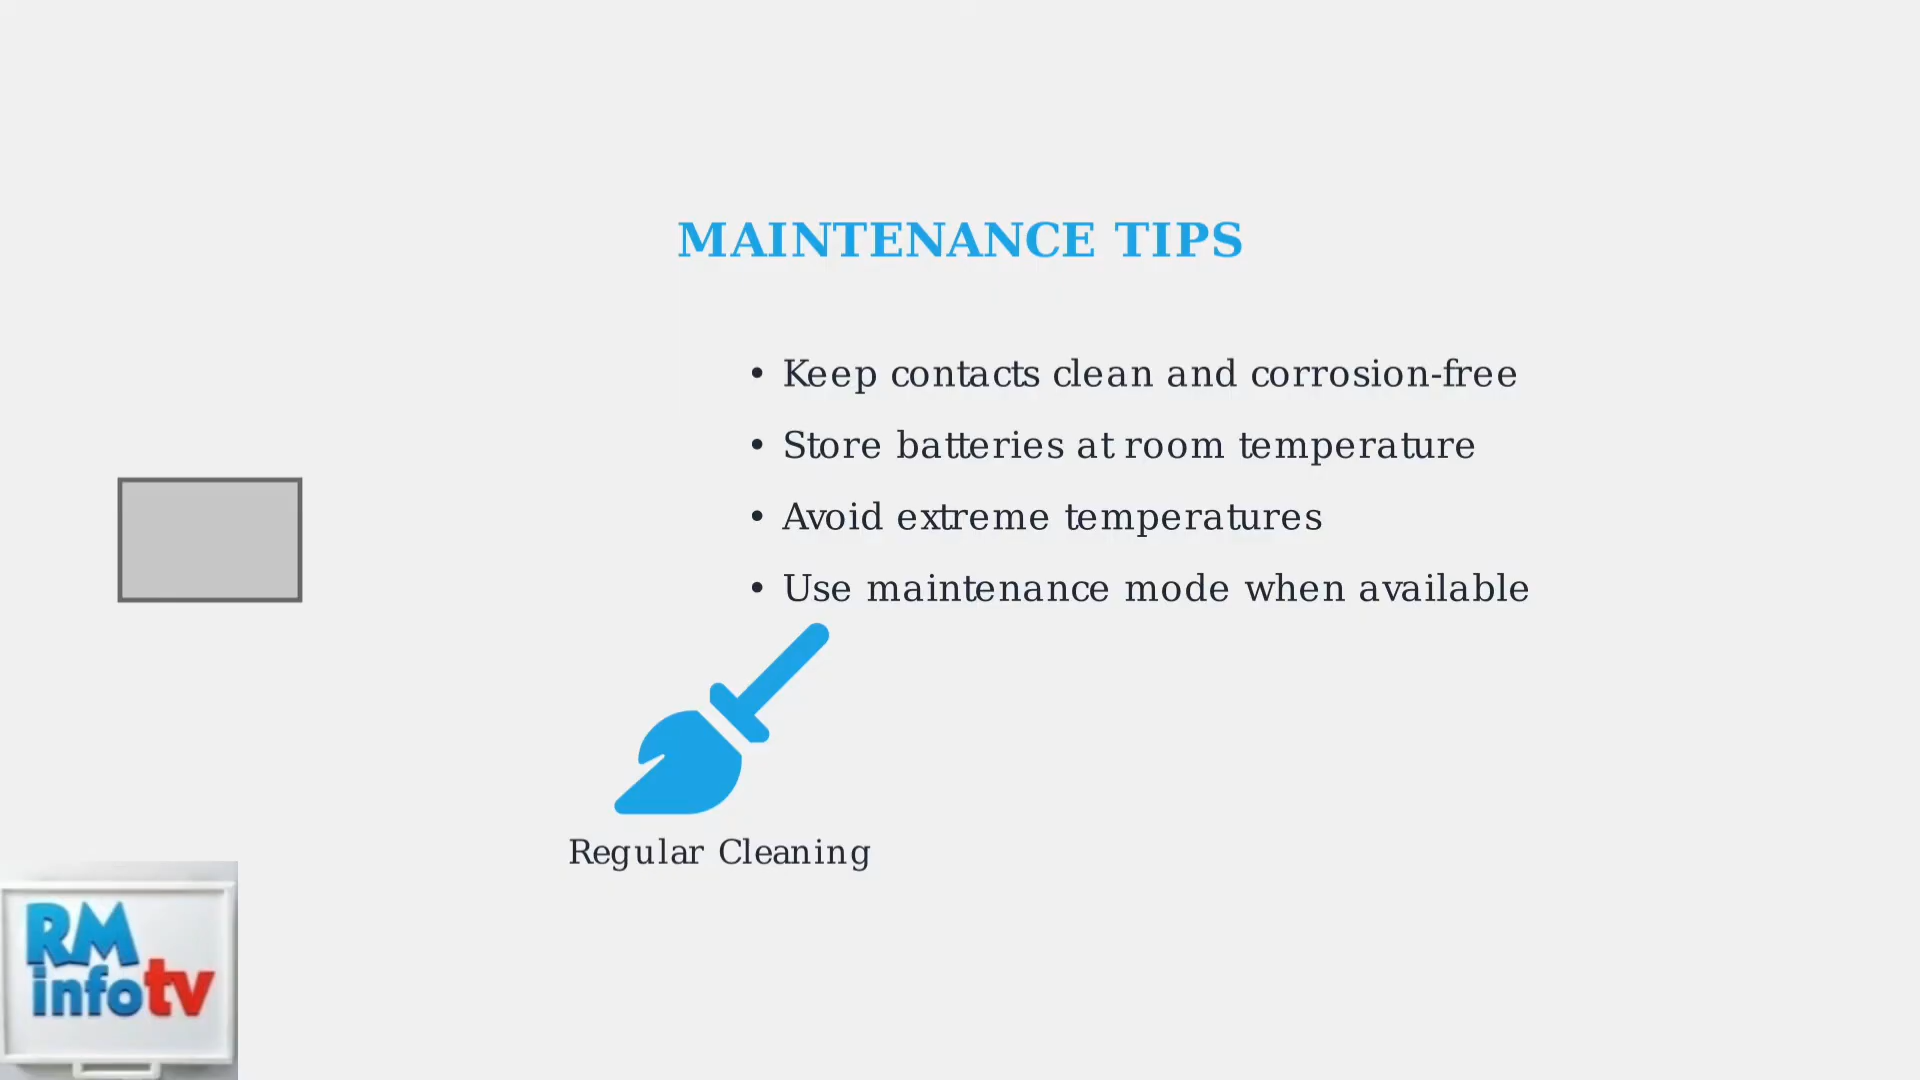 MAINTENANCE TIPS
• Keep contacts clean and corrosion-free
• Store batteries at room temperature
• Avoid extreme temperatures
• Use maintenance mode when available
Regular Cleaning
RM
infotv